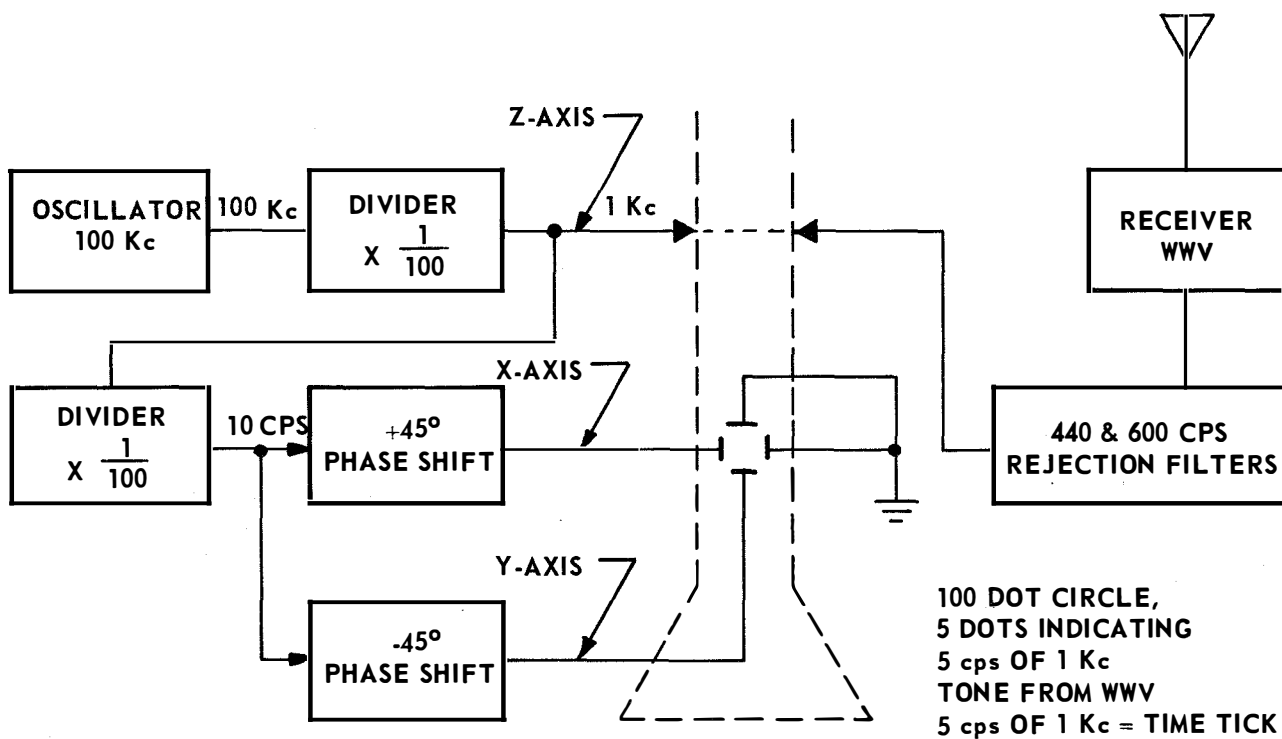 Z-AXIS
OSCILLATOR
100 Kc
100 Kc
DIVIDER
X 1/100
1 Kc
RECEIVER
WWV
DIVIDER
X 1/100
10 CPS
+45°
PHASE SHIFT
X-AXIS
440 & 600 CPS
REJECTION FILTERS
-45°
PHASE SHIFT
Y-AXIS
100 DOT CIRCLE,
5 DOTS INDICATING
5 cps OF 1 Kc
TONE FROM WWV
5 cps OF 1 Kc = TIME TICK